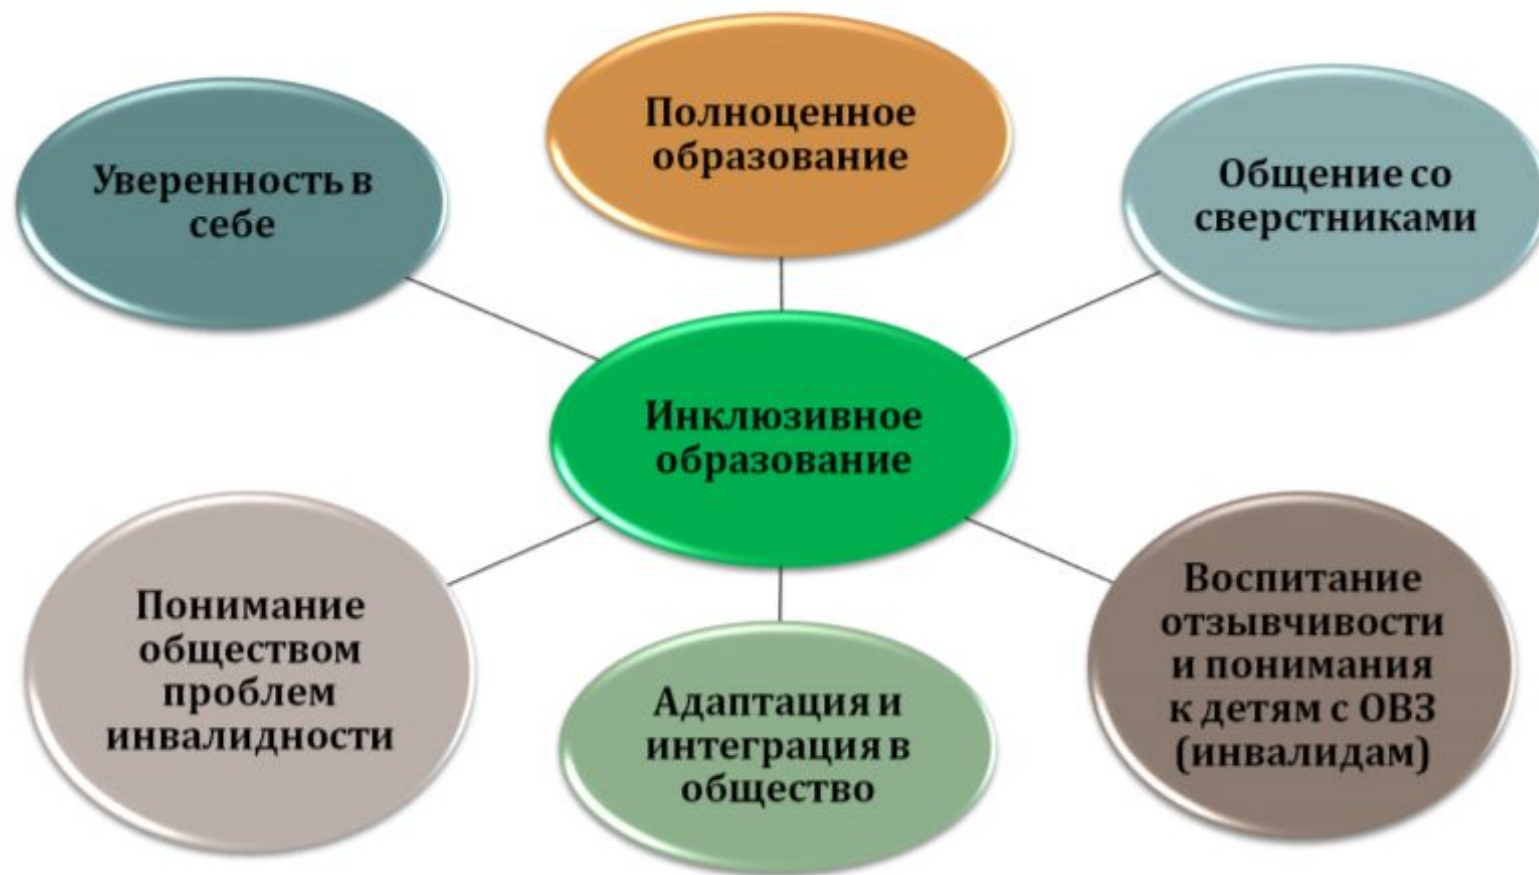 Полноценное
образование
Уверенность в
себе
Общение со
сверстниками
Инклюзивное
образование
Понимание
обществом
проблем
инвалидности
Адаптация и
интеграция в
общество
Воспитание
отзывчивости
и понимания
к детям с ОВЗ
(инвалидам)